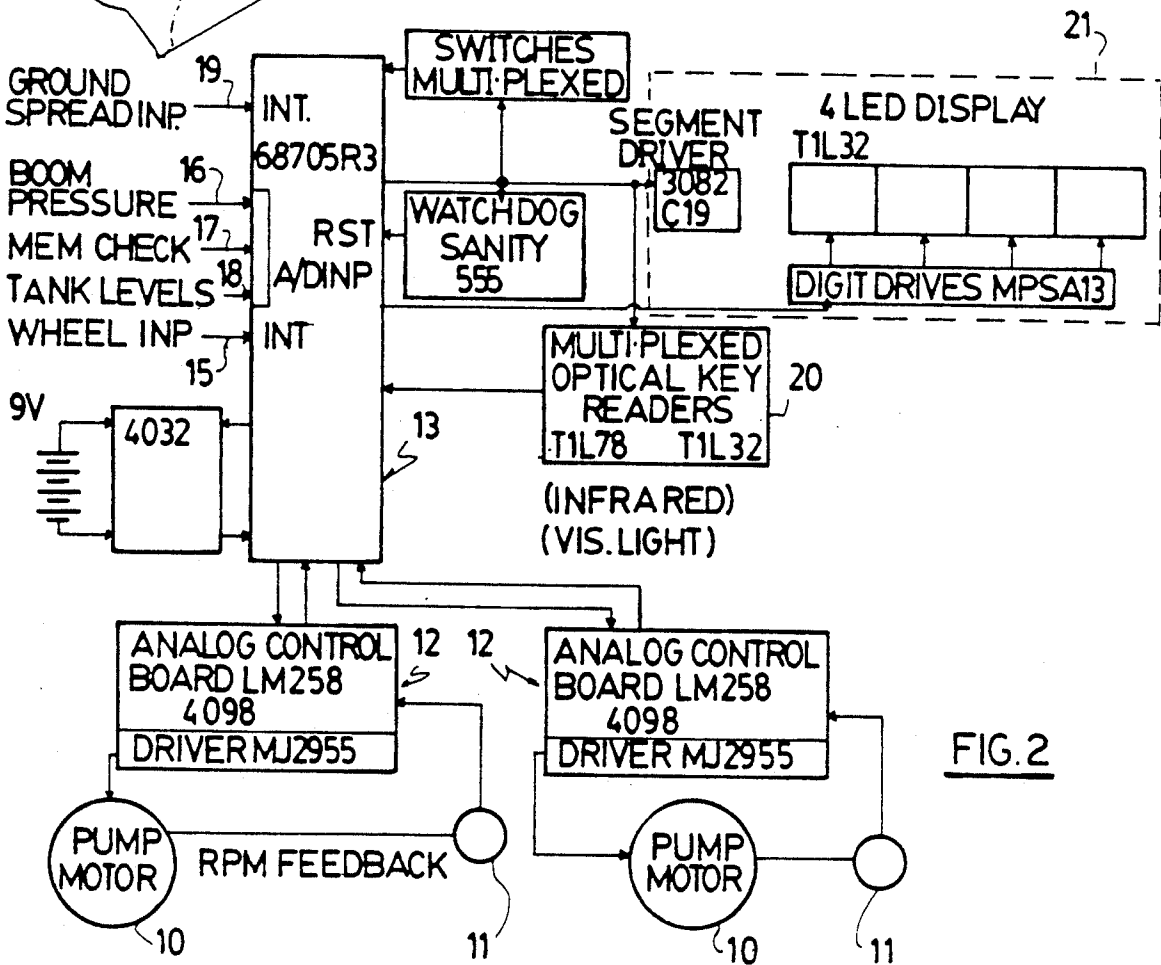 21
SWITCHES
MULTI-PLEXED
GROUND
SPREAD INP.
19
INT.
68705R3
4 LED DISPLAY
T1L32
SEGMENT
DRIVER
3082
C19
BOOM
PRESSURE
16
MEM CHECK
17
TANK LEVELS
18
WHEEL INP
15
RST
A/DINP
INT
WATCH DOG
SANITY
555
DIGIT DRIVES MPSA13
MULTI-PLEXED
OPTICAL KEY
READERS
T1L78 T1L32
20
(INFRARED)
(VIS.LIGHT)
9V
4032
13
ANALOG CONTROL
BOARD LM258
4098
DRIVER MJ2955
12
12
ANALOG CONTROL
BOARD LM258
4098
DRIVER MJ2955
FIG.2
PUMP
MOTOR
RPM FEEDBACK
PUMP
MOTOR
10
11
10
11